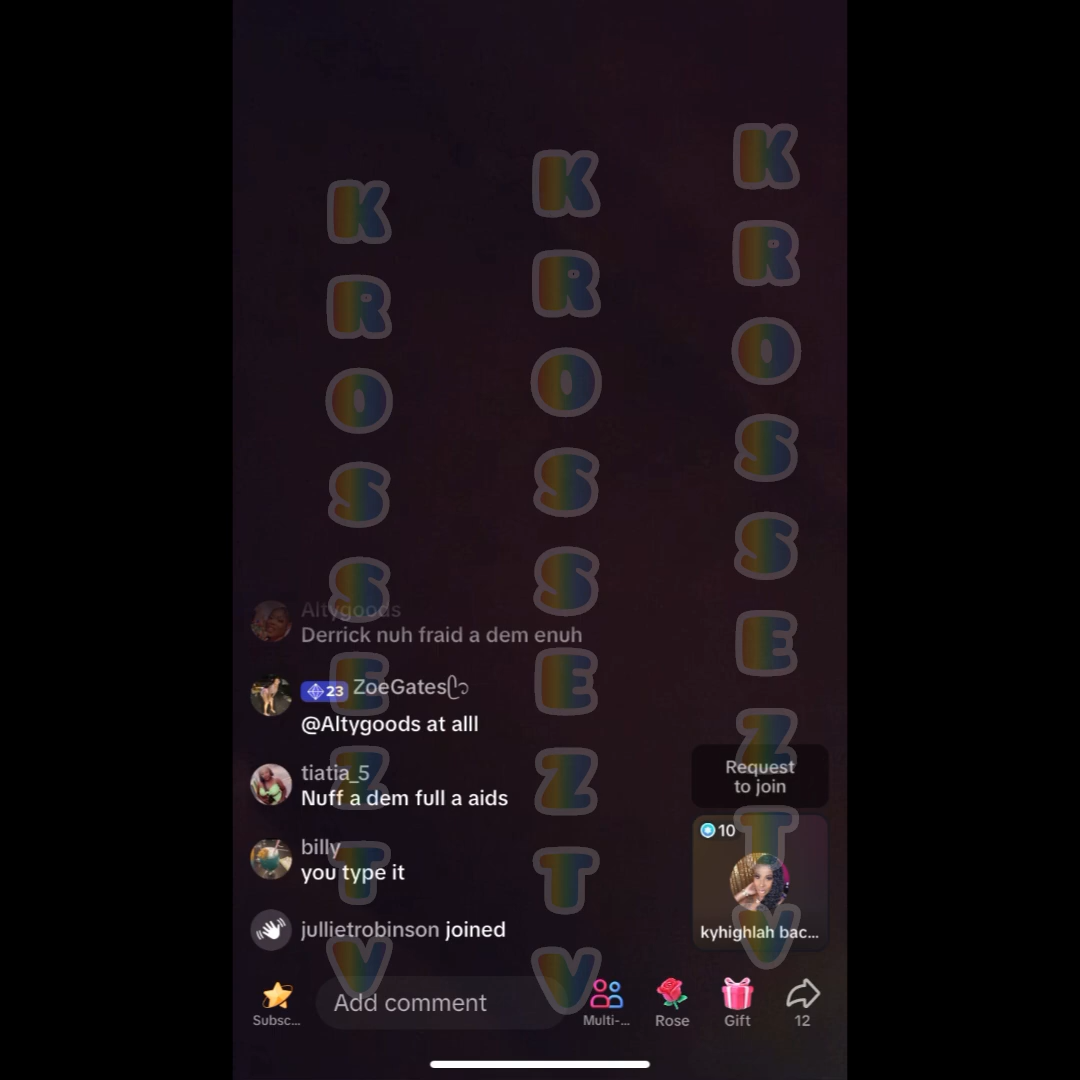 KROSSEZTV
KROSSEZTV
KROSSEZTV
Altygoods
Derrick nuh fraid a dem enuh
23 ZoeGates
@Altygoods at alll
tiatia_5
Nuff a dem full a aids
billy
you type it
jullietrobinson joined
Request
to join
10
kyhighlah bac...
Add comment
Subsc...
Multi-...
Rose
Gift
12